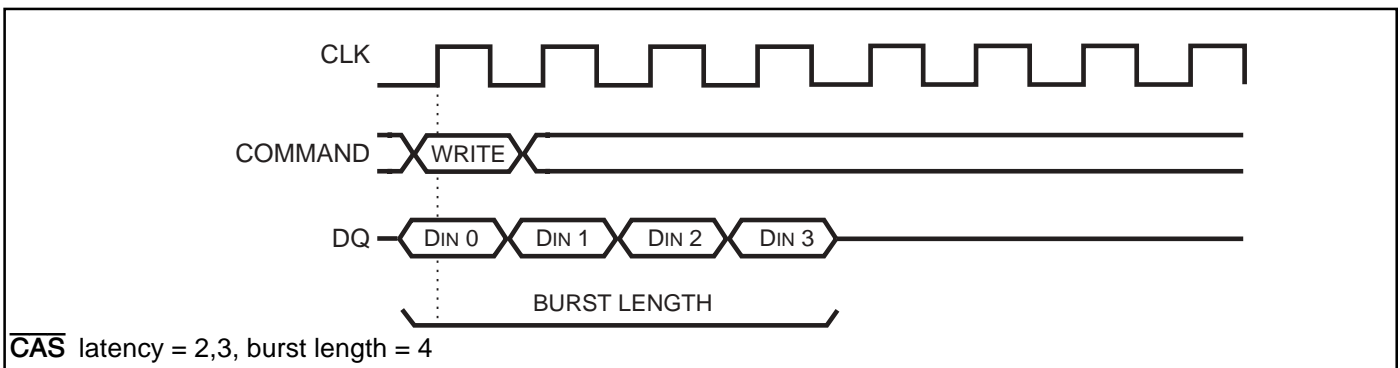 CLK
COMMAND WRITE
DQ DIN 0 DIN 1 DIN 2 DIN 3
BURST LENGTH
CAS latency = 2,3, burst length = 4